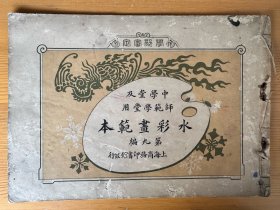 學部審定
中學堂及
師範學堂用
水彩畫範本
第九編
上海商務印書館發行